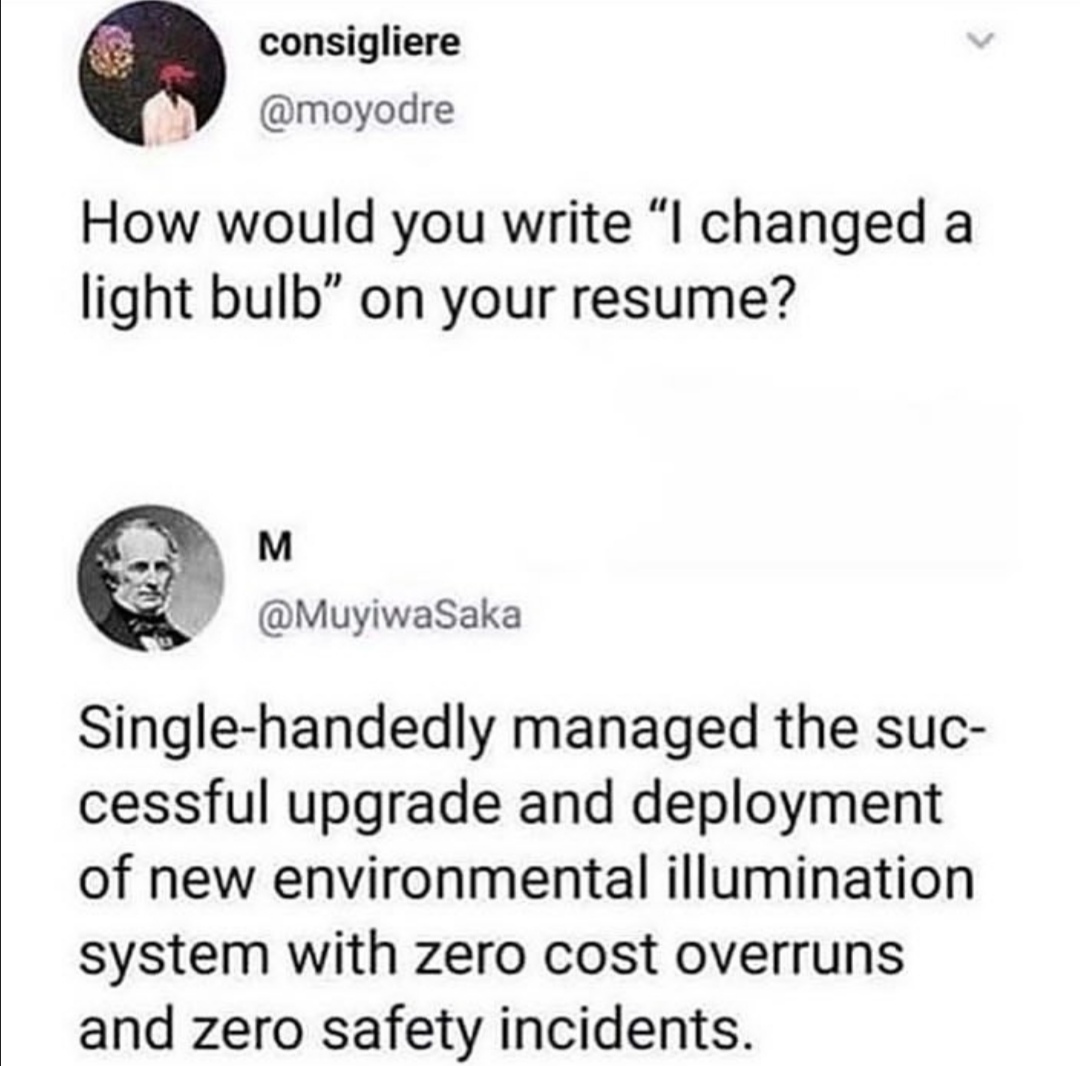 consigliere
@moyodre
How would you write “I changed a
light bulb” on your resume?
M
@MuyiwaSaka
Single-handedly managed the suc-
cessful upgrade and deployment
of new environmental illumination
system with zero cost overruns
and zero safety incidents.